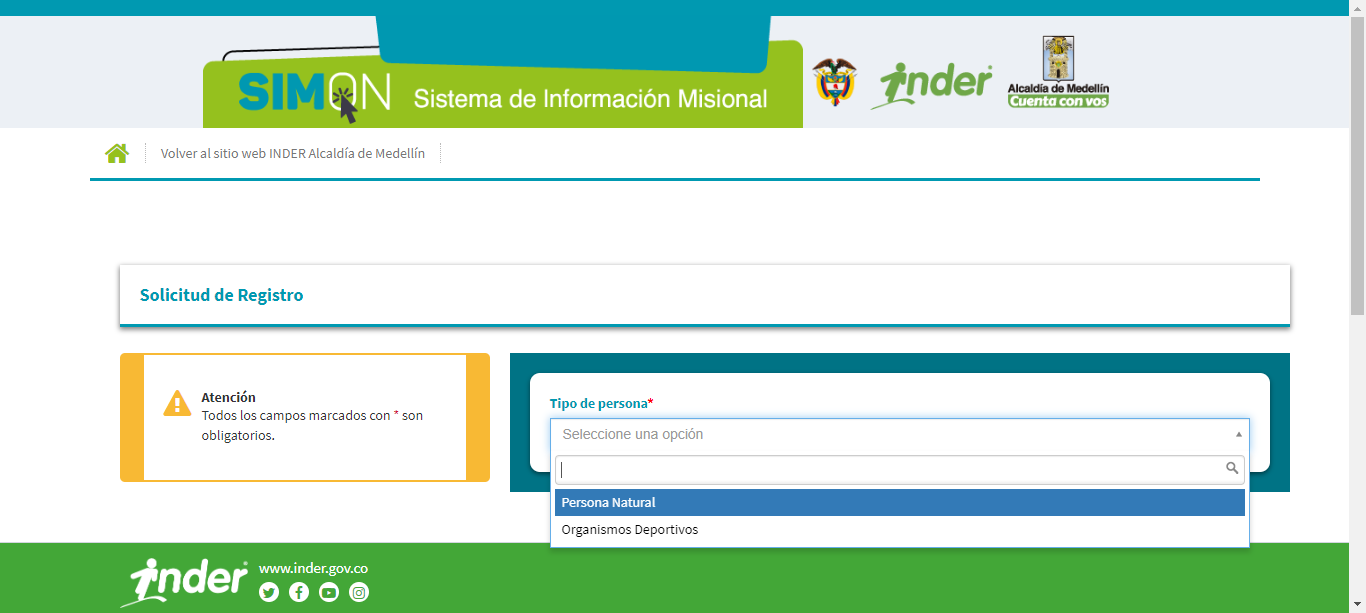 SIMON Sistema de Información Misional
inder
Alcaldía de Medellín
Cuenta con vos
Volver al sitio web INDER Alcaldía de Medellín
Solicitud de Registro
Atención
Todos los campos marcados con * son
obligatorios.
Tipo de persona*
Seleccione una opción
Persona Natural
Organismos Deportivos
inder
www.inder.gov.co